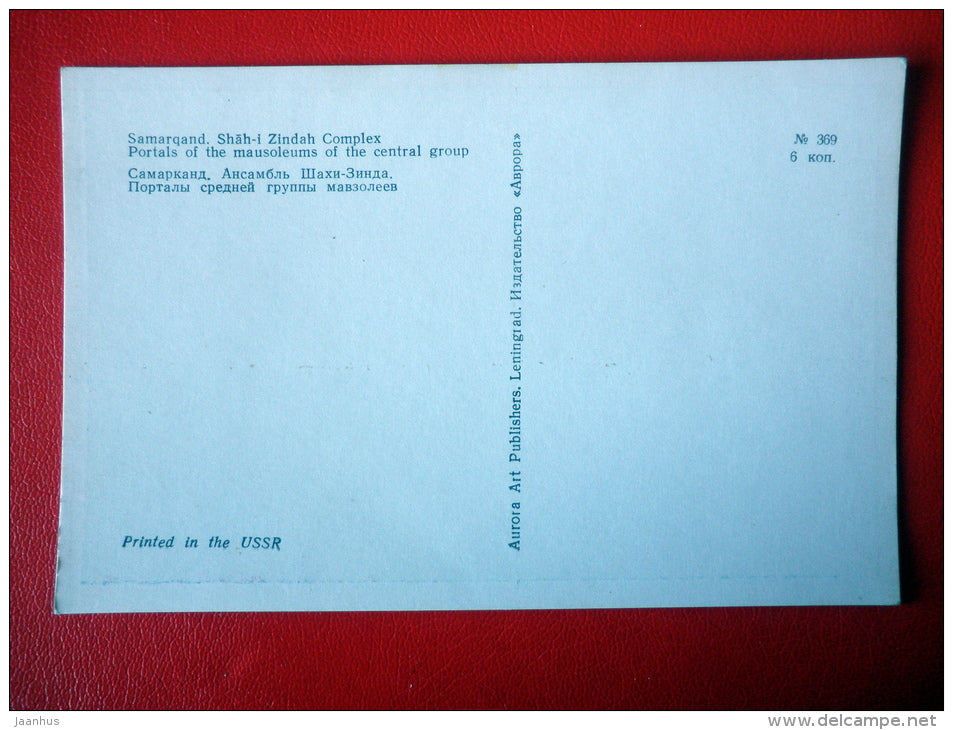 Samarqand. Shāh-i Zindah Complex
Portals of the mausoleums of the central group
Самарканд. Ансамбль Шахи-Зинда.
Порталы средней группы мавзолеев
Printed in the USSR
Aurora Art Publishers. Leningrad. Издательство «Аврора»
№ 369
6 коп.
jaanhus
www.delcampe.net